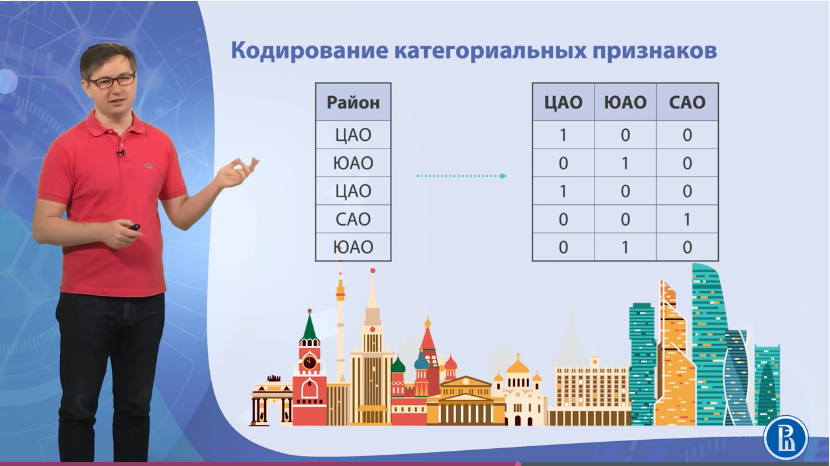 Кодирование категориальных признаков
Район
ЦАО
ЮАО
ЦАО
САО
ЮАО
ЦАО ЮАО САО
1 0 0
0 1 0
1 0 0
0 0 1
0 1 0